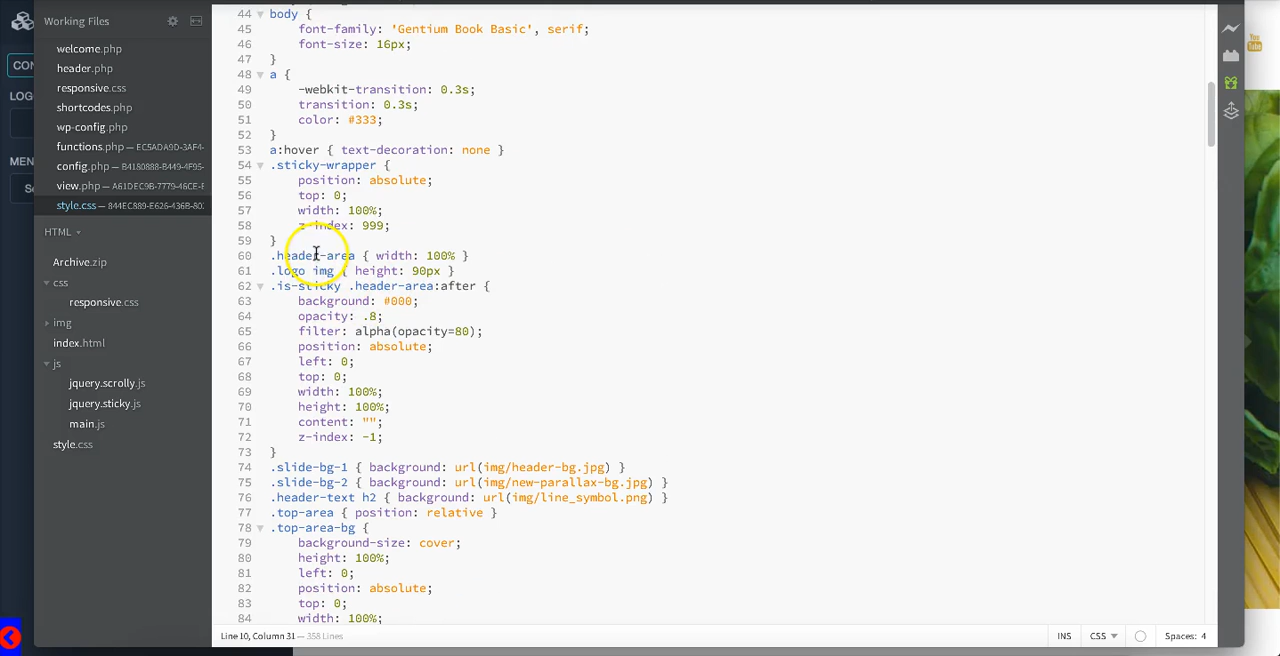 Working Files
welcome.php
header.php
responsive.css
shortcodes.php
wp-config.php
functions.php — EC5ADA9D-3AF4-
config.php — B4180888-B449-4F95-
view.php — A61DEC9B-7779-46CE-F
style.css — 844EC889-E626-436B-80
HTML
Archive.zip
css
responsive.css
img
index.html
js
jquery.scrolly.js
jquery.sticky.js
main.js
style.css
CON
LOG
MEN
Se
44 body {
45 font-family: 'Gentium Book Basic', serif;
46 font-size: 16px;
47 }
48 a {
49 -webkit-transition: 0.3s;
50 transition: 0.3s;
51 color: #333;
52 }
53 a:hover { text-decoration: none }
54 .sticky-wrapper {
55 position: absolute;
56 top: 0;
57 width: 100%;
58 z-index: 999;
59 }
60 .header-area { width: 100% }
61 .logo img { height: 90px }
62 .is-sticky .header-area:after {
63 background: #000;
64 opacity: .8;
65 filter: alpha(opacity=80);
66 position: absolute;
67 left: 0;
68 top: 0;
69 width: 100%;
70 height: 100%;
71 content: "";
72 z-index: -1;
73 }
74 .slide-bg-1 { background: url(img/header-bg.jpg) }
75 .slide-bg-2 { background: url(img/new-parallax-bg.jpg) }
76 .header-text h2 { background: url(img/line_symbol.png) }
77 .top-area { position: relative }
78 .top-area-bg {
79 background-size: cover;
80 height: 100%;
81 left: 0;
82 position: absolute;
83 top: 0;
84 width: 100%;
Line 10, Column 31 — 358 Lines
INS
CSS
Spaces: 4
You
Tube